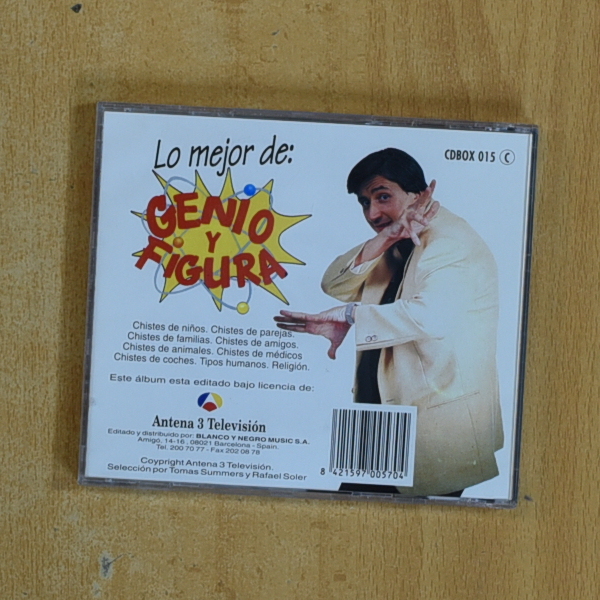 Lo mejor de:
CDBOX 015 C
GENIO
Y
FIGURA
Chistes de niños. Chistes de parejas.
Chistes de familias. Chistes de amigos.
Chistes de animales. Chistes de médicos
Chistes de coches. Tipos humanos. Religión.
Este álbum esta editado bajo licencia de:
Antena 3 Televisión
Editado y distribuido por: BLANCO Y NEGRO MUSIC S.A.
Amigó, 14-16, 08021 Barcelona - Spain.
Tel. 200 70 77 - Fax 202 06 78
Coypright Antena 3 Televisión.
Selección por Tomas Summers y Rafael Soler
8 421597 005704